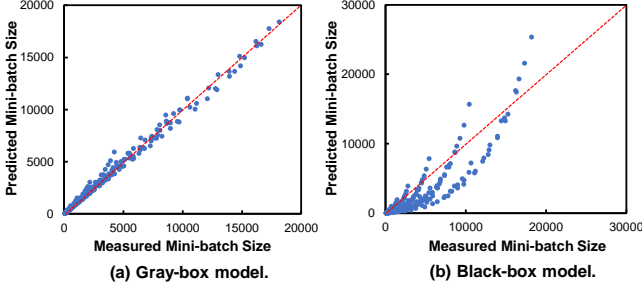 20000
15000
10000
5000
0
Predicted Mini-batch Size
0 5000 10000 15000 20000
Measured Mini-batch Size
(a) Gray-box model.
30000
20000
10000
0
Predicted Mini-batch Size
0 10000 20000 30000
Measured Mini-batch Size
(b) Black-box model.